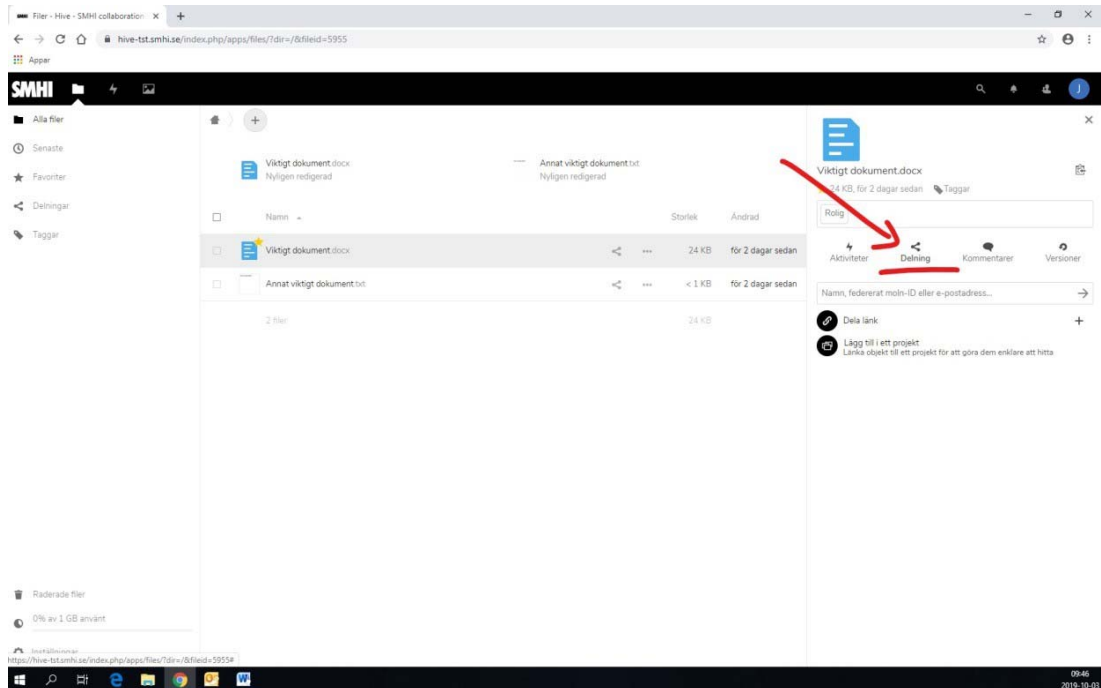 SMHI Filer - Hive - SMHI collaboration
hive-tst.smhi.se/index.php/apps/files/?dir=/&fileid=5955
Appar
SMHI
J
Alla filer
Senaste
Favoriter
Delningar
Taggar
Viktigt dokument.docx
Nyligen redigerad
Annat viktigt dokument.txt
Nyligen redigerad
Namn
Storlek
Ändrad
Viktigt dokument.docx
24 KB
för 2 dagar sedan
Annat viktigt dokument.txt
< 1 KB
för 2 dagar sedan
2 filer
24 KB
Viktigt dokument.docx
24 KB, för 2 dagar sedan Taggar
Rolig
Aktiviteter
Delning
Kommentarer
Versioner
Namn, federerat moln-ID eller e-postadress...
Dela länk
Lägg till i ett projekt
Länka objekt till ett projekt för att göra dem enklare att hitta
Raderade filer
0% av 1 GB använt
Inställningar
https://hive-tst.smhi.se/index.php/apps/files/?dir=/&fileid=5955#
09:46
2019-10-03